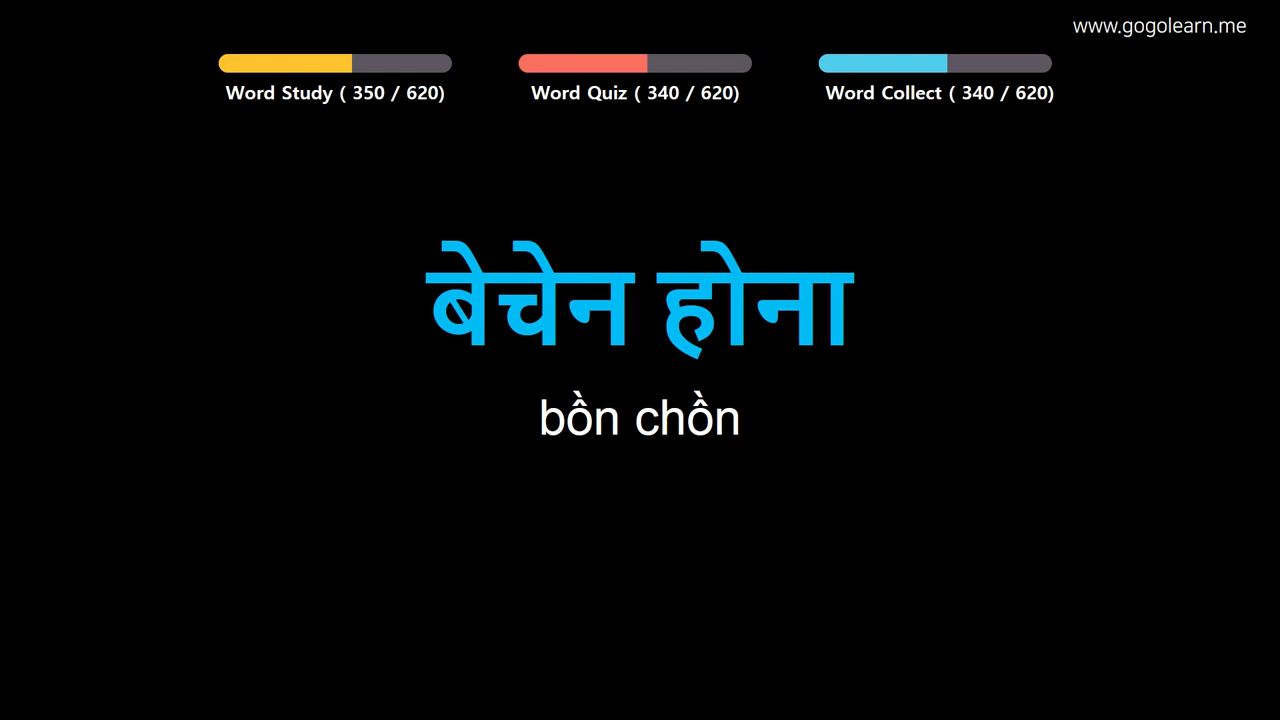 www.gogolearn.me
Word Study ( 350 / 620)
Word Quiz ( 340 / 620)
Word Collect ( 340 / 620)
बेचेन होना
bồn chồn